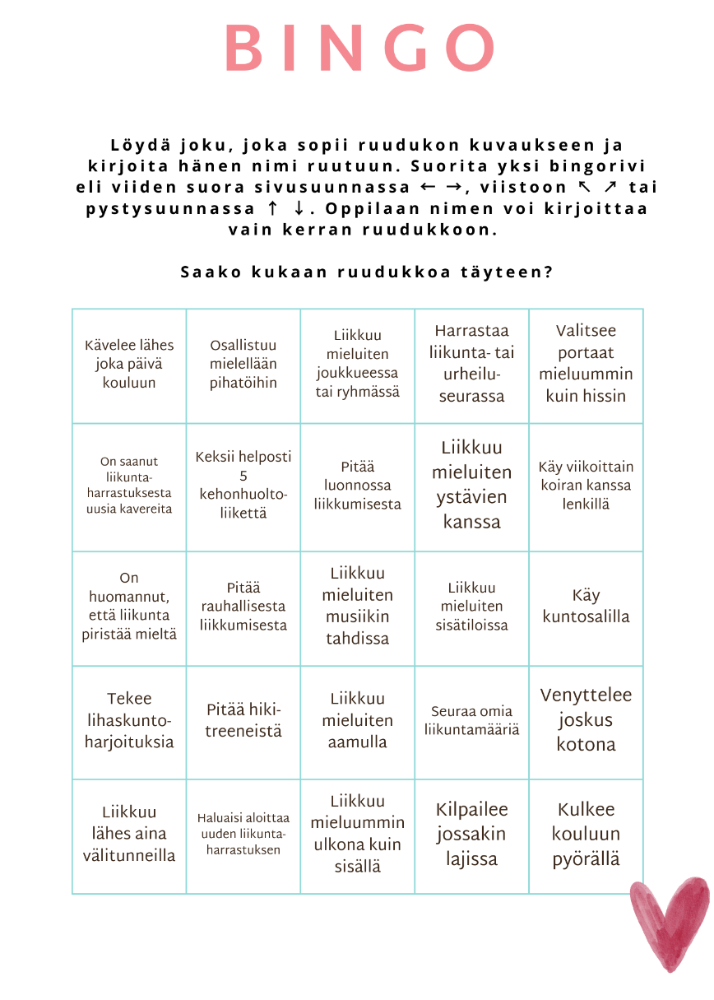 BINGO
Löydä joku, joka sopii ruudukon kuvaukseen ja
kirjoita hänen nimi ruutuun. Suorita yksi bingorivi
eli viiden suora sivusuunnassa ← →, viistoon ↖ ↗ tai
pystysuunnassa ↑ ↓. Oppilaan nimen voi kirjoittaa
vain kerran ruudukkoon.
Saako kukaan ruudukkoa täyteen?
Kävelee lähes
joka päivä
kouluun
Osallistuu
mielellään
pihatöihin
Liikkuu
mieluiten
joukkueessa
tai ryhmässä
Harrastaa
liikunta- tai
urheilu-
seurassa
Valitsee
portaat
mieluummin
kuin hissin
On saanut
liikunta-
harrastuksesta
uusia kavereita
Keksii helposti
5
kehonhuolto-
liikettä
Pitää
luonnossa
liikkumisesta
Liikkuu
mieluiten
ystävien
kanssa
Käy viikoittain
koiran kanssa
lenkillä
On
huomannut,
että liikunta
piristää mieltä
Pitää
rauhallisesta
liikkumisesta
Liikkuu
mieluiten
musiikin
tahdissa
Liikkuu
mieluiten
sisätiloissa
Käy
kuntosalilla
Tekee
lihaskunto-
harjoituksia
Pitää hiki-
treeneistä
Liikkuu
mieluiten
aamulla
Seuraa omia
liikuntamääriä
Venyttelee
joskus
kotona
Liikkuu
lähes aina
välitunneilla
Haluaisi aloittaa
uuden liikunta-
harrastuksen
Liikkuu
mieluummin
ulkona kuin
sisällä
Kilpailee
jossakin
lajissa
Kulkee
kouluun
pyörällä